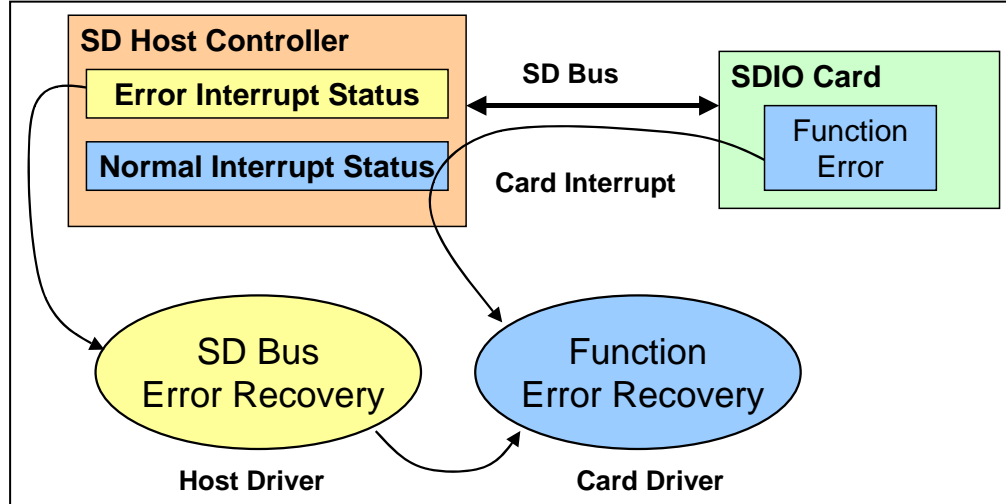 SD Host Controller
Error Interrupt Status
Normal Interrupt Status
SD Bus
SDIO Card
Function
Error
Card Interrupt
SD Bus
Error Recovery
Function
Error Recovery
Host Driver
Card Driver